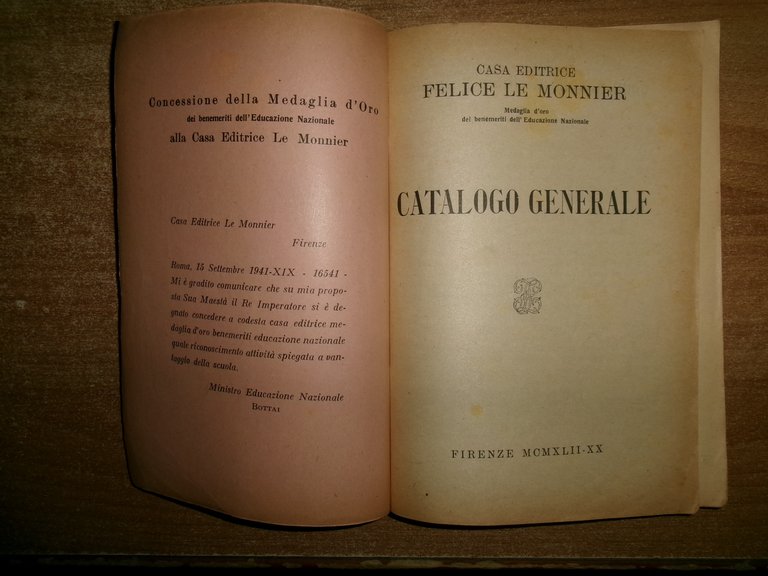 Concessione della Medaglia d'Oro
dei benemeriti dell'Educazione Nazionale
alla Casa Editrice Le Monnier
Casa Editrice Le Monnier
Firenze
Roma, 15 Settembre 1941-XIX - 16541 -
Mi è gradito comunicare che su mia propo-
sta Sua Maestà il Re Imperatore si è de-
gnato concedere a codesta casa editrice me-
daglia d'oro benemeriti educazione nazionale
quale riconoscimento attività spiegata a van-
taggio della scuola.
Ministro Educazione Nazionale
BOTTAI
CASA EDITRICE
FELICE LE MONNIER
Medaglia d'oro
dei benemeriti dell'Educazione Nazionale
CATALOGO GENERALE
FIRENZE MCMXLII-XX